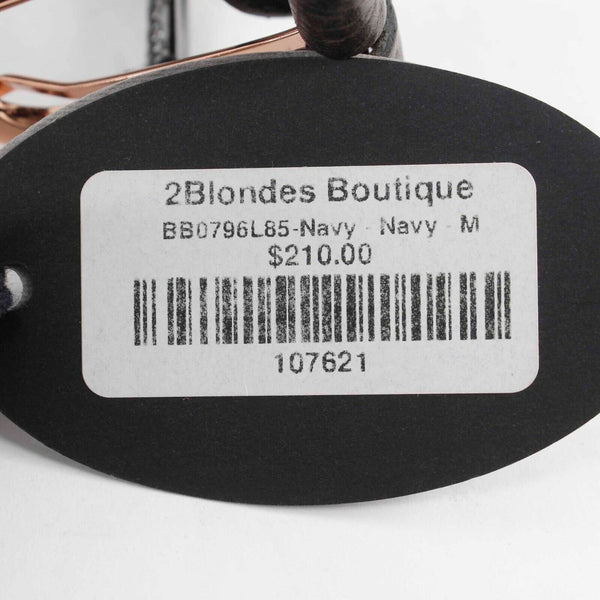 2Blondes Boutique
BB0796L85-Navy - Navy - M
$210.00
107621